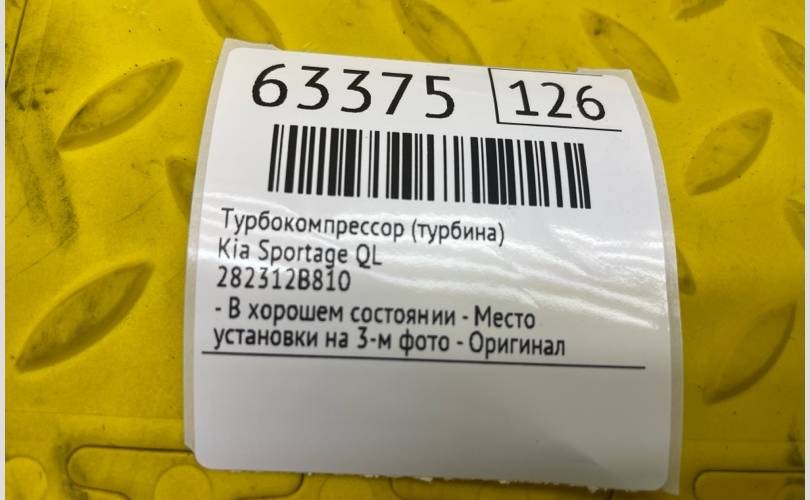 63375 126
Турбокомпрессор (турбина)
Kia Sportage QL
282312B810
- В хорошем состоянии - Место
установки на 3-м фото - Оригинал